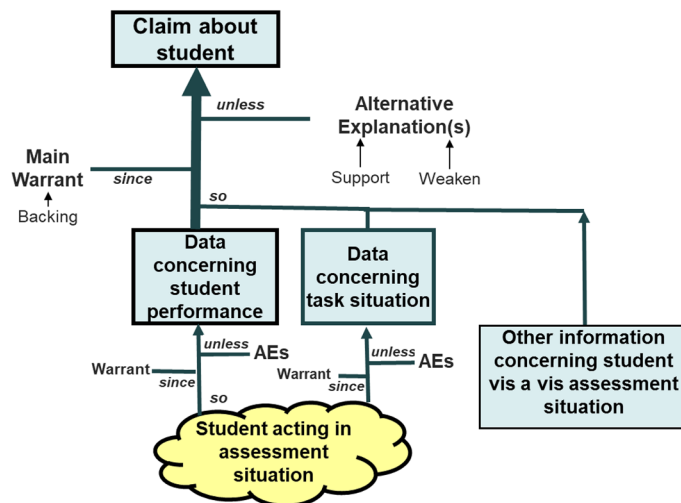 Claim about
student
unless
Alternative
Explanation(s)
Main
Warrant
since
Support
Weaken
Backing
so
Data
concerning
student
performance
Data
concerning
task situation
Other information
concerning student
vis a vis assessment
situation
Warrant
since
unless
AEs
so
Warrant
since
unless
AEs
Student acting in
assessment
situation